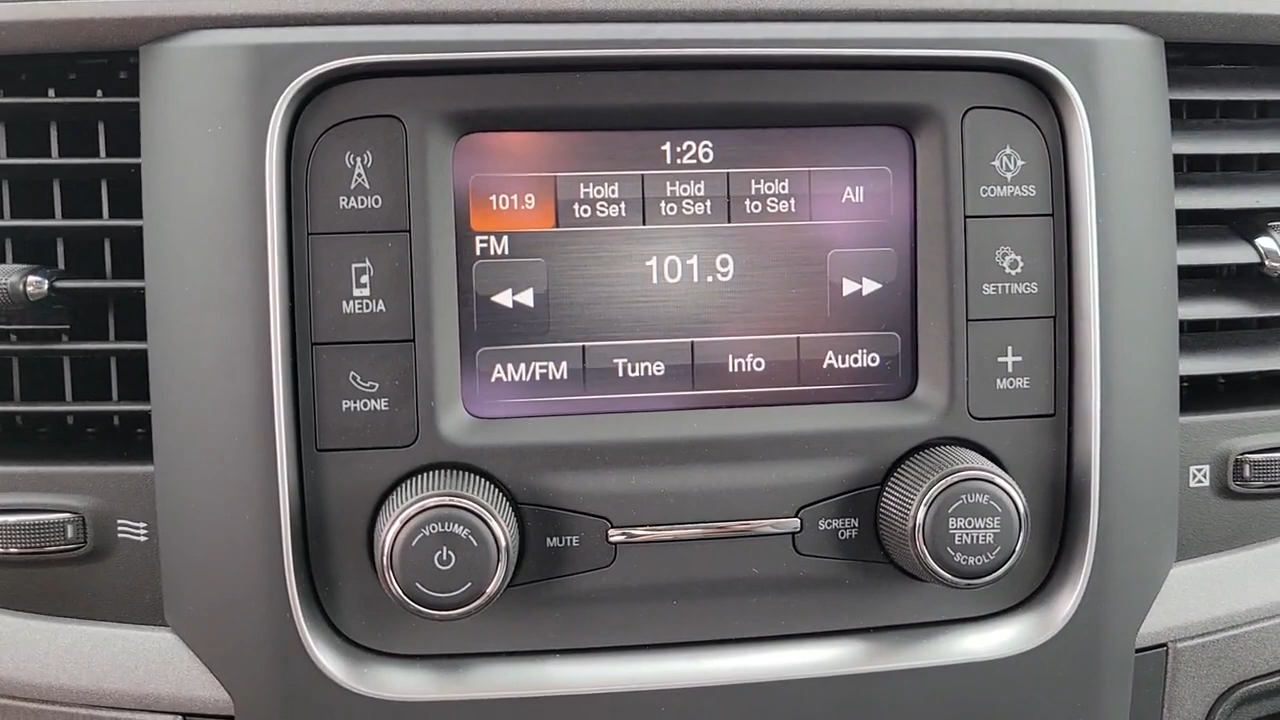 1:26
101.9
Hold
to Set
Hold
to Set
Hold
to Set
All
FM
101.9
AM/FM
Tune
Info
Audio
RADIO
MEDIA
PHONE
N
COMPASS
SETTINGS
MORE
VOLUME
MUTE
SCREEN
OFF
TUNE
BROWSE
ENTER
SCROLL